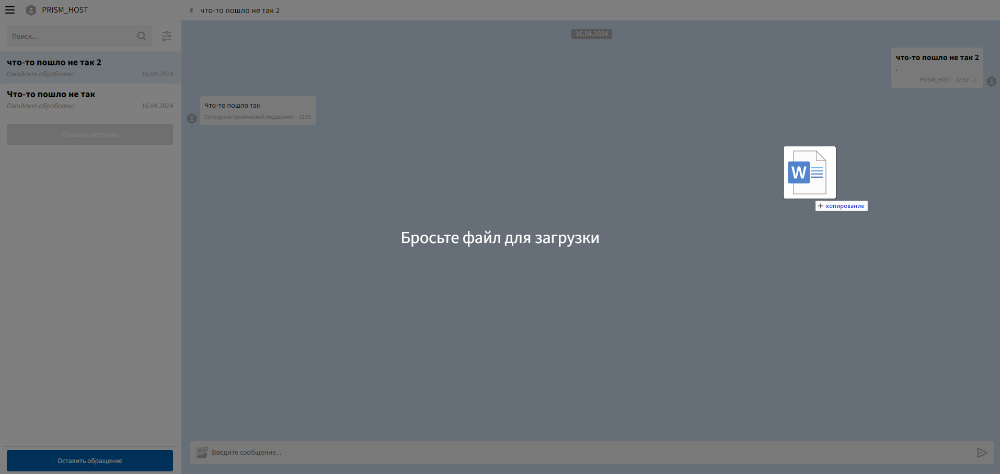 PRISM_HOST
Поиск...
что-то пошло не так 2
Ожидает обработки 16.04.2024
Что-то пошло не так
Ожидает обработки 16.04.2024
Показать историю
Оставить обращение
что-то пошло не так 2
16.04.2024
что-то пошло не так 2
.
PRISM_HOST 12:50
Что-то пошло так
Сотрудник технической поддержки 12:51
W
+ копирование
Бросьте файл для загрузки
Введите сообщение...